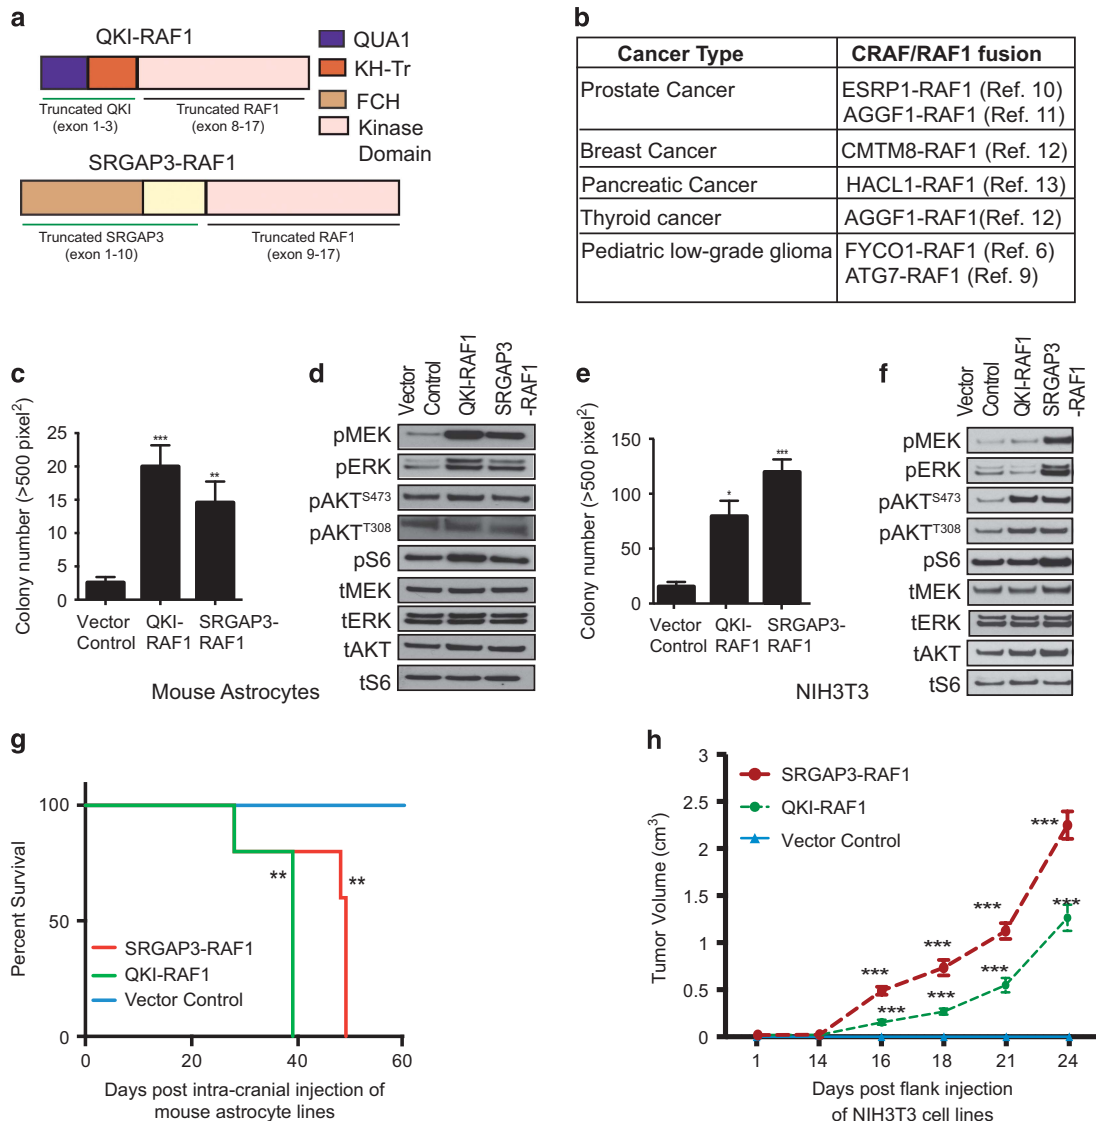 a
QKI-RAF1
QUA1
KH-Tr
FCH
Kinase
Domain
Truncated QKI
(exon 1-3)
Truncated RAF1
(exon 8-17)
SRGAP3-RAF1
Truncated SRGAP3
(exon 1-10)
Truncated RAF1
(exon 9-17)
b
Cancer Type CRAF/RAF1 fusion
Prostate Cancer ESRP1-RAF1 (Ref. 10)
AGGF1-RAF1 (Ref. 11)
Breast Cancer CMTM8-RAF1 (Ref. 12)
Pancreatic Cancer HACL1-RAF1 (Ref. 13)
Thyroid cancer AGGF1-RAF1(Ref. 12)
Pediatric low-grade glioma FYCO1-RAF1 (Ref. 6)
ATG7-RAF1 (Ref. 9)
c
Colony number (>500 pixel²)
25
20
15
10
5
0
***
**
Vector
Control
QKI-
RAF1
SRGAP3-
RAF1
d
Vector
Control
QKI-RAF1
SRGAP3
-RAF1
pMEK
pERK
pAKT^S473
pAKT^T308
pS6
tMEK
tERK
tAKT
tS6
Mouse Astrocytes
e
Colony number (>500 pixel²)
150
100
50
0
*
***
Vector
Control
QKI-
RAF1
SRGAP3-
RAF1
f
Vector
Control
QKI-RAF1
SRGAP3
-RAF1
pMEK
pERK
pAKT^S473
pAKT^T308
pS6
tMEK
tERK
tAKT
tS6
NIH3T3
g
Percent Survival
100
50
0
** **
SRGAP3-RAF1
QKI-RAF1
Vector Control
0 20 40 60
Days post intra-cranial injection of
mouse astrocyte lines
h
Tumor Volume (cm³)
3
2.5
2
1.5
1
0.5
0
SRGAP3-RAF1
QKI-RAF1
Vector Control
*** *** *** ***
*** *** *** ***
1 14 16 18 21 24
Days post flank injection
of NIH3T3 cell lines